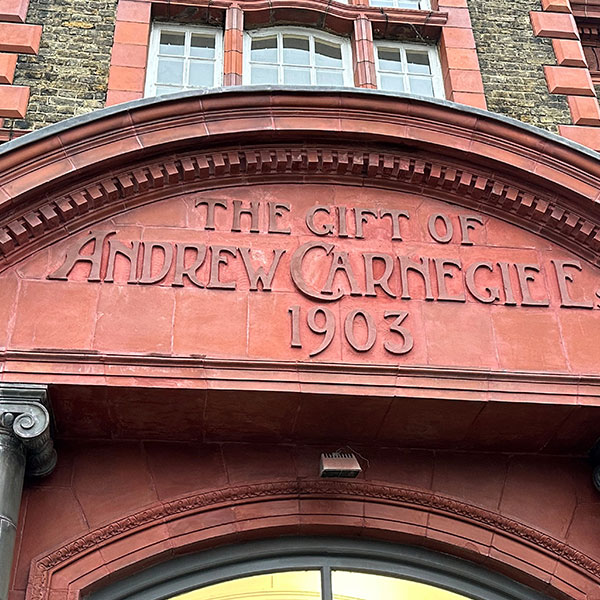 THE GIFT OF
ANDREW CARNEGIE E
1903